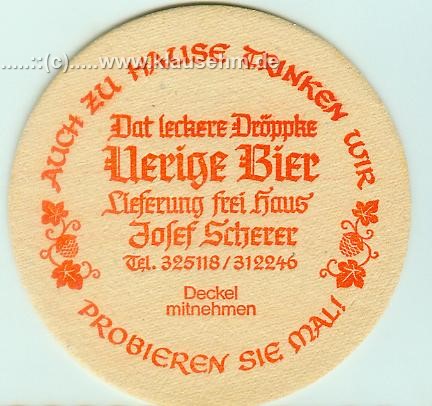 .....::(c).....www.klausehm.de
AUCH ZU HAUSE TRINKEN WIR
Dat leckere Dröppke
Uerige Bier
Lieferung frei Haus
Josef Scherer
Tel. 325118/312246
Deckel
mitnehmen
PROBIEREN SIE MAL!